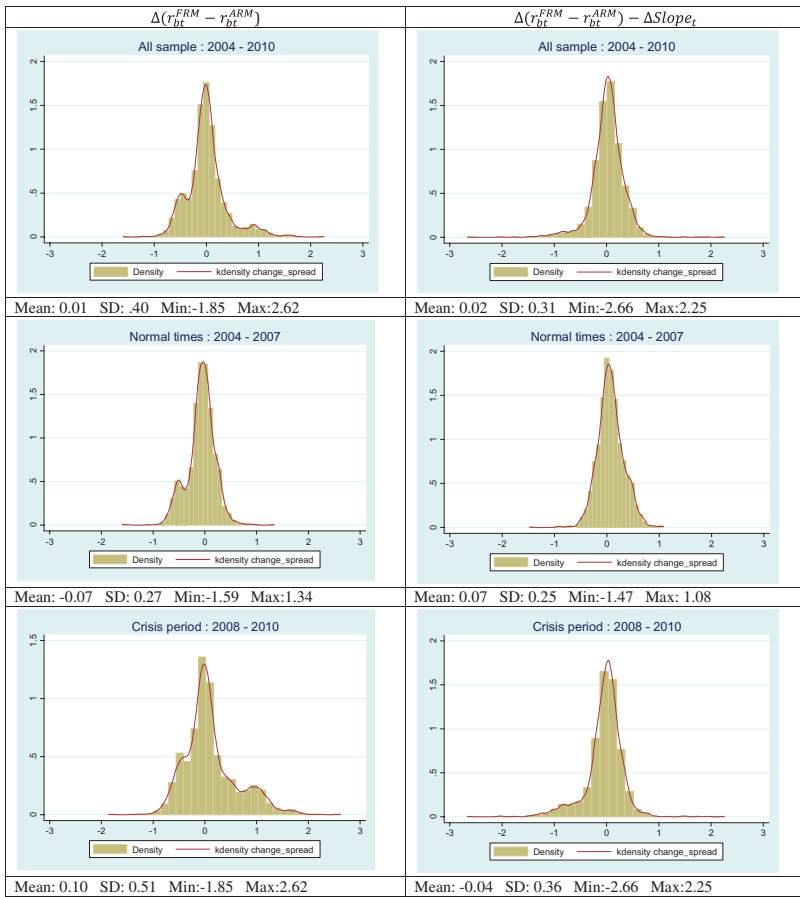 Δ(r_{bt}^{FRM} − r_{bt}^{ARM})
Δ(r_{bt}^{FRM} − r_{bt}^{ARM}) − ΔSlope_t
All sample : 2004 - 2010
2
1.5
1
.5
0
-3 -2 -1 0 1 2 3
Density kdensity change_spread
All sample : 2004 - 2010
2
1.5
1
.5
0
-3 -2 -1 0 1 2 3
Density kdensity change_spread
Mean: 0.01 SD: .40 Min:-1.85 Max:2.62
Mean: 0.02 SD: 0.31 Min:-2.66 Max:2.25
Normal times : 2004 - 2007
2
1.5
1
.5
0
-3 -2 -1 0 1 2 3
Density kdensity change_spread
Normal times : 2004 - 2007
2
1.5
1
.5
0
-3 -2 -1 0 1 2 3
Density kdensity change_spread
Mean: -0.07 SD: 0.27 Min:-1.59 Max:1.34
Mean: 0.07 SD: 0.25 Min:-1.47 Max: 1.08
Crisis period : 2008 - 2010
1.5
1
.5
0
-3 -2 -1 0 1 2 3
Density kdensity change_spread
Crisis period : 2008 - 2010
2
1.5
1
.5
0
-3 -2 -1 0 1 2 3
Density kdensity change_spread
Mean: 0.10 SD: 0.51 Min:-1.85 Max:2.62
Mean: -0.04 SD: 0.36 Min:-2.66 Max:2.25